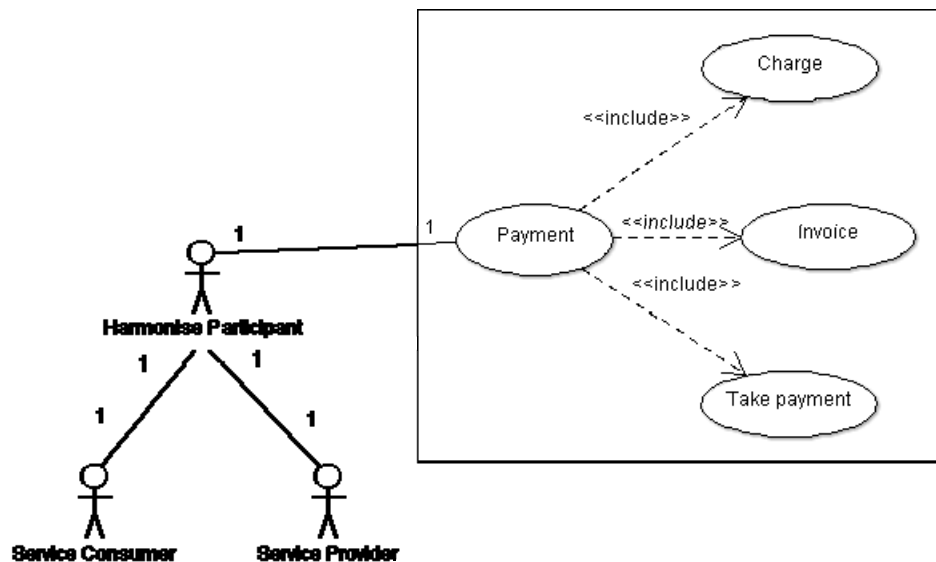 Charge
<<include>>
1
1
Payment
<<include>>
Invoice
<<include>>
Harmonise Participant
1
1
Take payment
1
1
Service Consumer
Service Provider